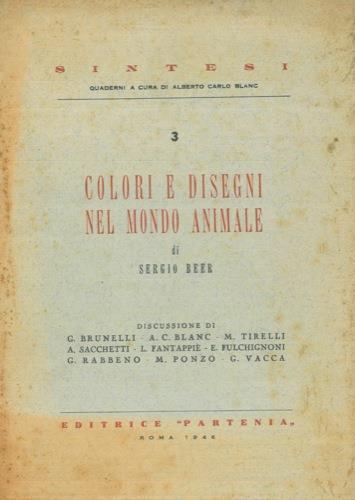 SINTESI
QUADERNI A CURA DI ALBERTO CARLO BLANC
3
COLORI E DISEGNI
NEL MONDO ANIMALE
di
SERGIO BEER
DISCUSSIONE DI
G. BRUNELLI - A. C. BLANC - M. TIRELLI
A. SACCHETTI - L. FANTAPPIÈ - E. FULCHIGNONI
G. RABBENO - M. PONZO - G. VACCA
EDITRICE "PARTENIA„
ROMA 1946